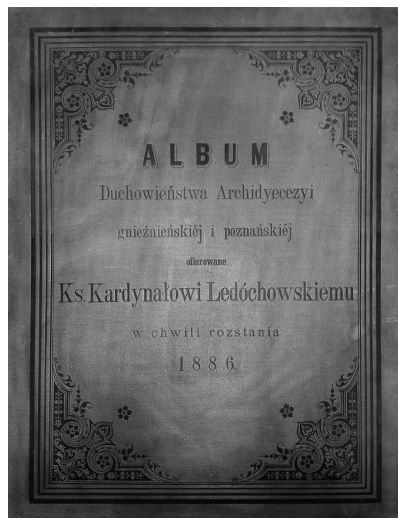 ALBUM
Duchowieństwa Archidyecezyi
gnieźnieńskiéj i poznańskiéj
ofiarowane
Ks. Kardynałowi Ledóchowskiemu
w chwili rozstania
1886.